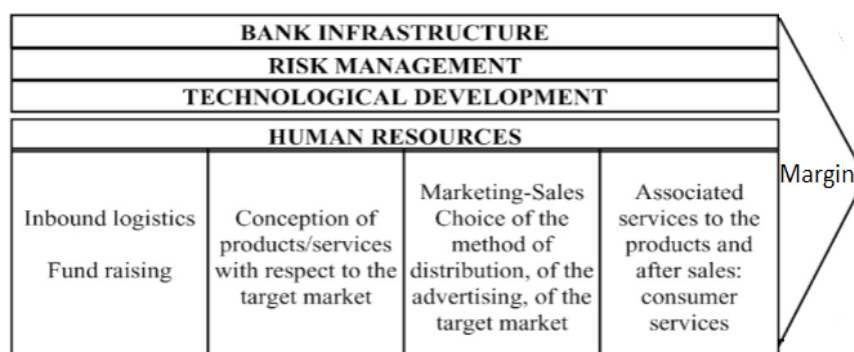 BANK INFRASTRUCTURE
RISK MANAGEMENT
TECHNOLOGICAL DEVELOPMENT
HUMAN RESOURCES
Inbound logistics
Fund raising
Conception of
products/services
with respect to the
target market
Marketing-Sales
Choice of the
method of
distribution, of the
advertising, of the
target market
Associated
services to the
products and
after sales:
consumer
services
Margin